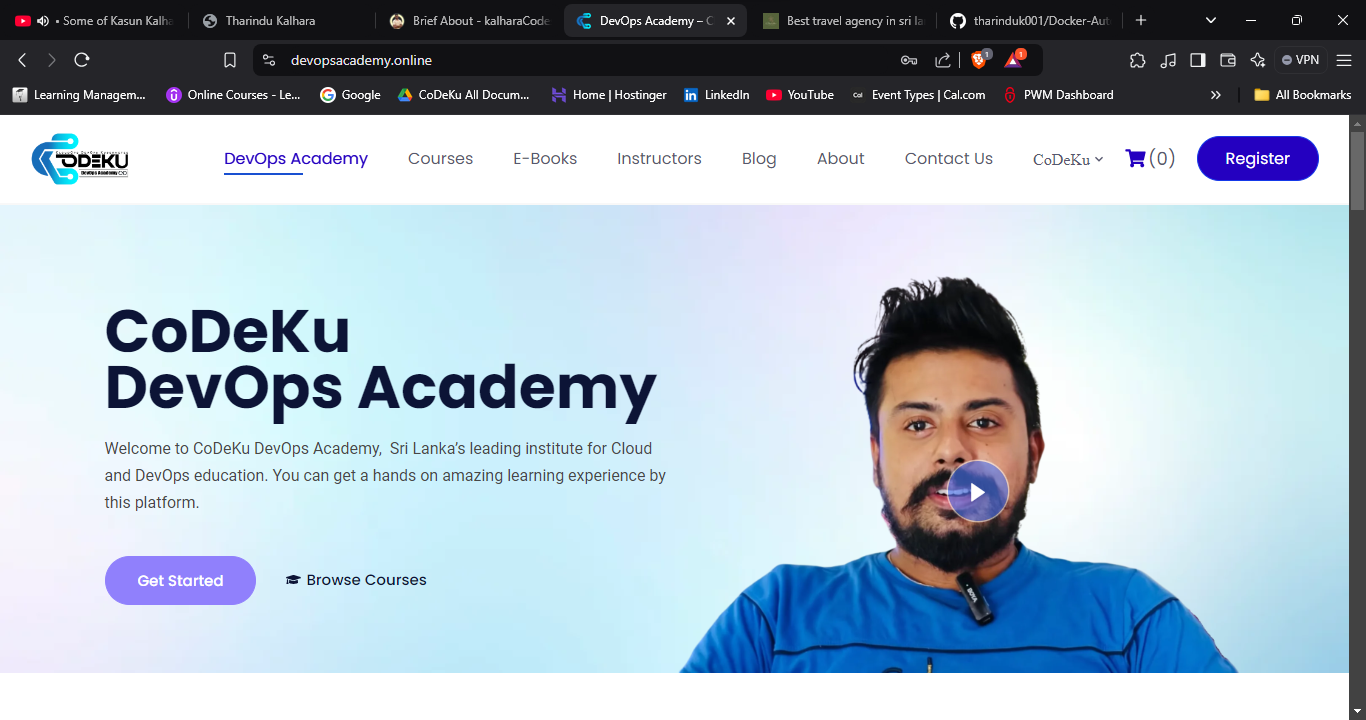 Some of Kasun Kalha
Tharindu Kalhara
Brief About - kalharaCode
DevOps Academy – C
Best travel agency in sri la
tharinduk001/Docker-Aut
devopsacademy.online
1
1
VPN
Learning Managem...
Online Courses - Le...
Google
CoDeKu All Docum...
Home | Hostinger
LinkedIn
YouTube
Cal
Event Types | Cal.com
PWM Dashboard
All Bookmarks
CODEKU
DevOps Academy
DevOps Academy
Courses
E-Books
Instructors
Blog
About
Contact Us
CoDeKu
(0)
Register
CoDeKu
DevOps Academy
Welcome to CoDeKu DevOps Academy,  Sri Lanka's leading institute for Cloud
and DevOps education. You can get a hands on amazing learning experience by
this platform.
Get Started
Browse Courses
BOYA